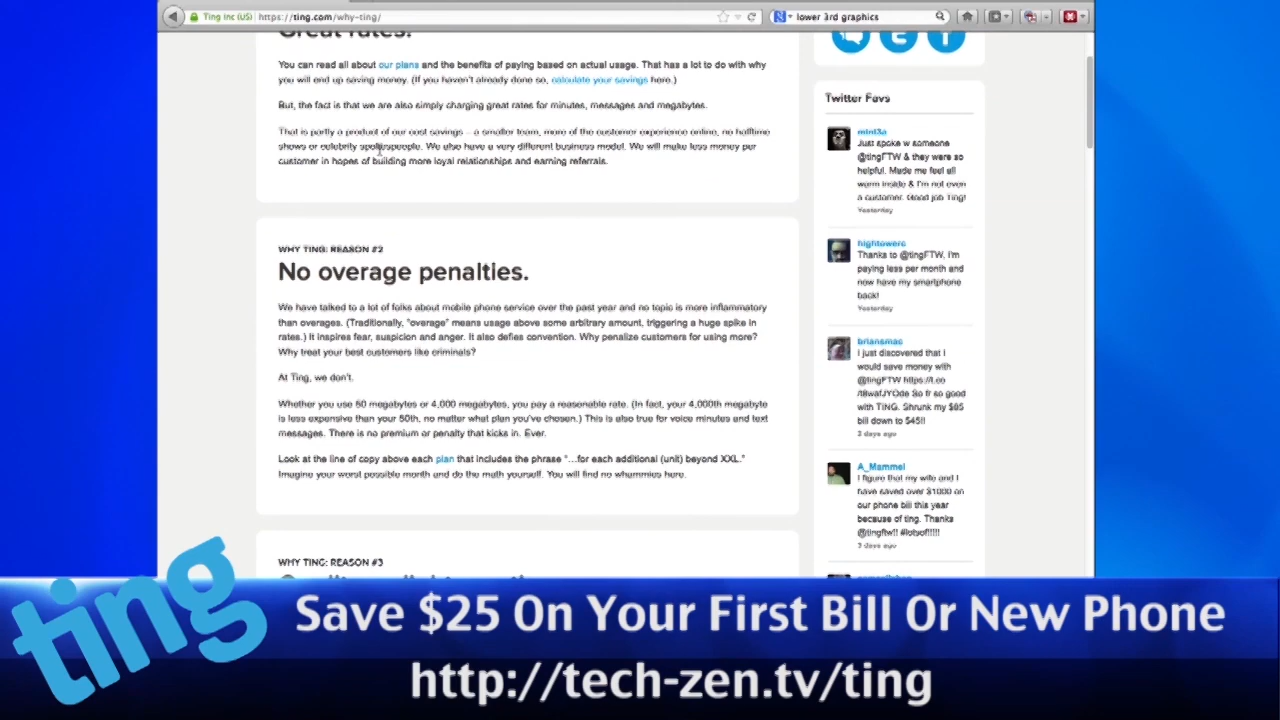 Ting Inc (US) https://ting.com/why-ting/
lower 3rd graphics
Great rates.
You can read all about our plans and the benefits of paying based on actual usage. That has a lot to do with why
you will end up saving money. (If you haven't already done so, calculate your savings here.)
But, the fact is that we are also simply charging great rates for minutes, messages and megabytes.
That is partly a product of our cost savings – a smaller team, more of the customer experience online, no halftime
shows or celebrity spokespeople. We also have a very different business model. We will make less money per
customer in hopes of building more loyal relationships and earning referrals.
WHY TING: REASON #2
No overage penalties.
We have talked to a lot of folks about mobile phone service over the past year and no topic is more inflammatory
than overages. (Traditionally, "overage" means usage above some arbitrary amount, triggering a huge spike in
rates.) It inspires fear, suspicion and anger. It also defies convention. Why penalize customers for using more?
Why treat your best customers like criminals?
At Ting, we don't.
Whether you use 50 megabytes or 4,000 megabytes, you pay a reasonable rate. (In fact, your 4,000th megabyte
is less expensive than your 50th, no matter what plan you've chosen.) This is also true for voice minutes and text
messages. There is no premium or penalty that kicks in. Ever.
Look at the line of copy above each plan that includes the phrase "...for each additional (unit) beyond XXL."
Imagine your worst possible month and do the math yourself. You will find no whammies here.
WHY TING: REASON #3
Twitter Favs
mint3a
Just spoke w someone
@tingFTW & they were so
helpful. Made me feel all
warm inside & I'm not even
a customer. Good job Ting!
Yesterday
hightowerc
Thanks to @tingFTW, I'm
paying less per month and
now have my smartphone
back!
Yesterday
briansmac
I just discovered that I
would save money with
@tingFTW https://t.co
So fr so good
with TING. Shrunk my $85
bill down to $45!!
3 days ago
A_Mammel
I figure that my wife and I
have saved over $1000 on
our phone bill this year
because of ting. Thanks
@tingftw!! #lotsof!!!!!
3 days ago
ting
Save $25 On Your First Bill Or New Phone
http://tech-zen.tv/ting